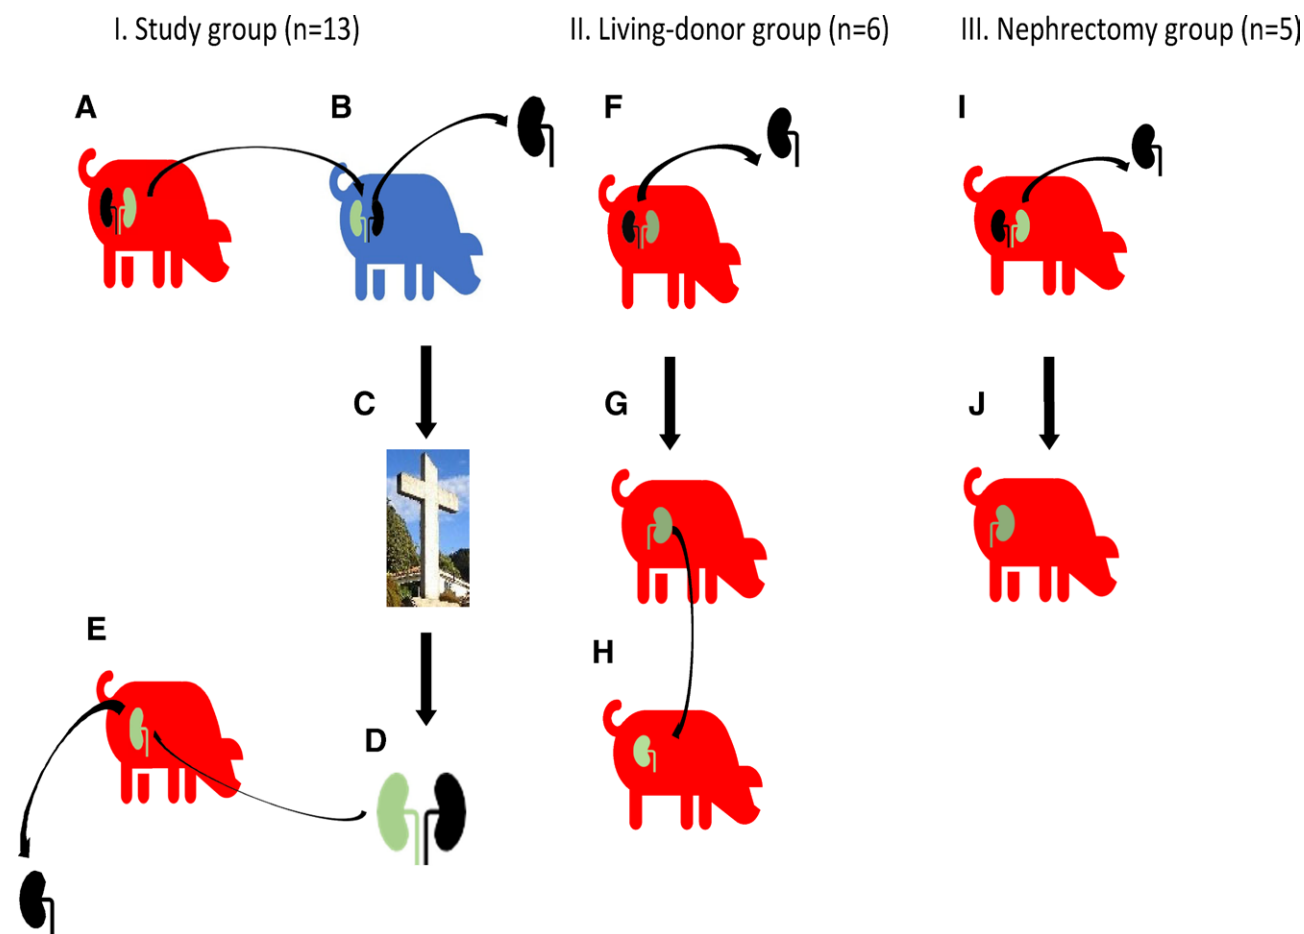 I. Study group (n=13)
II. Living-donor group (n=6)
III. Nephrectomy group (n=5)
A
B
F
I
C
G
J
E
H
D